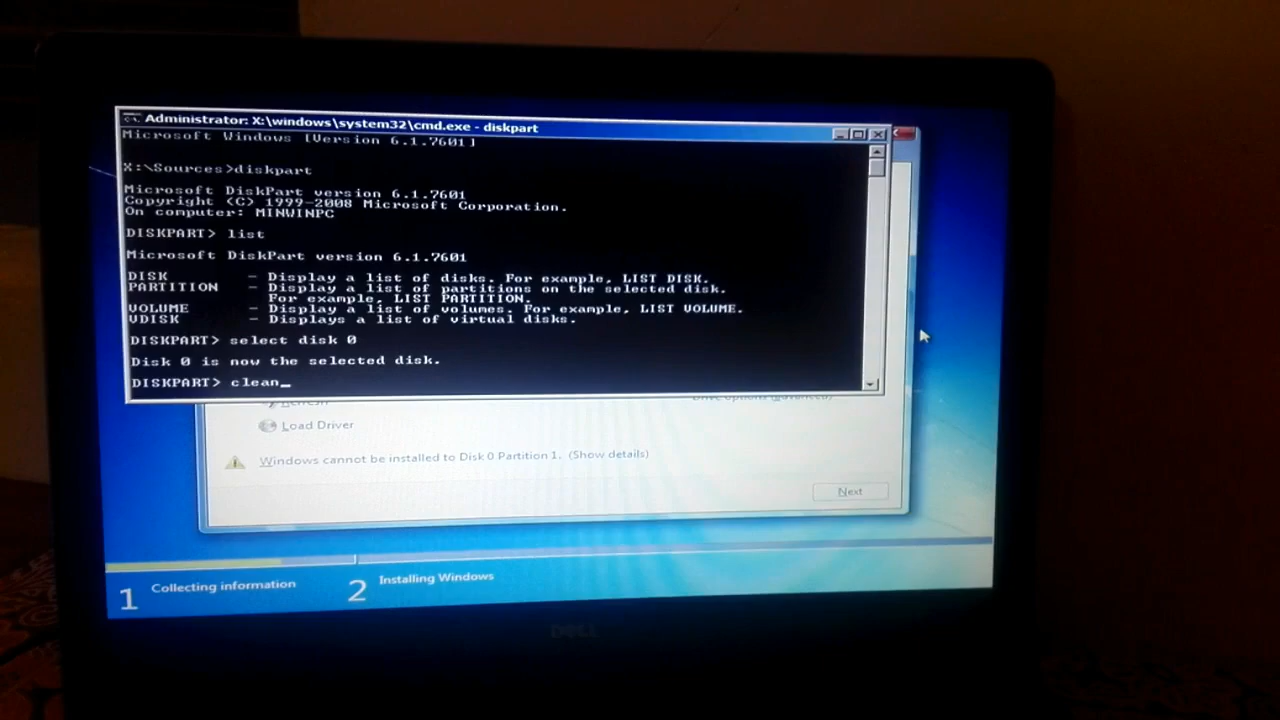 Administrator: X:\windows\system32\cmd.exe - diskpart
Microsoft Windows [Version 6.1.7601]
X:\Sources>diskpart
Microsoft DiskPart version 6.1.7601
Copyright (C) 1999-2008 Microsoft Corporation.
On computer: MINWINPC
DISKPART> list
Microsoft DiskPart version 6.1.7601
DISK - Display a list of disks. For example, LIST DISK.
PARTITION - Display a list of partitions on the selected disk.
For example, LIST PARTITION.
VOLUME - Display a list of volumes. For example, LIST VOLUME.
VDISK - Displays a list of virtual disks.
DISKPART> select disk 0
Disk 0 is now the selected disk.
DISKPART> clean_
Refresh
Drive options (advanced)
Load Driver
Windows cannot be installed to Disk 0 Partition 1. (Show details)
Next
1 Collecting information
2 Installing Windows
DELL